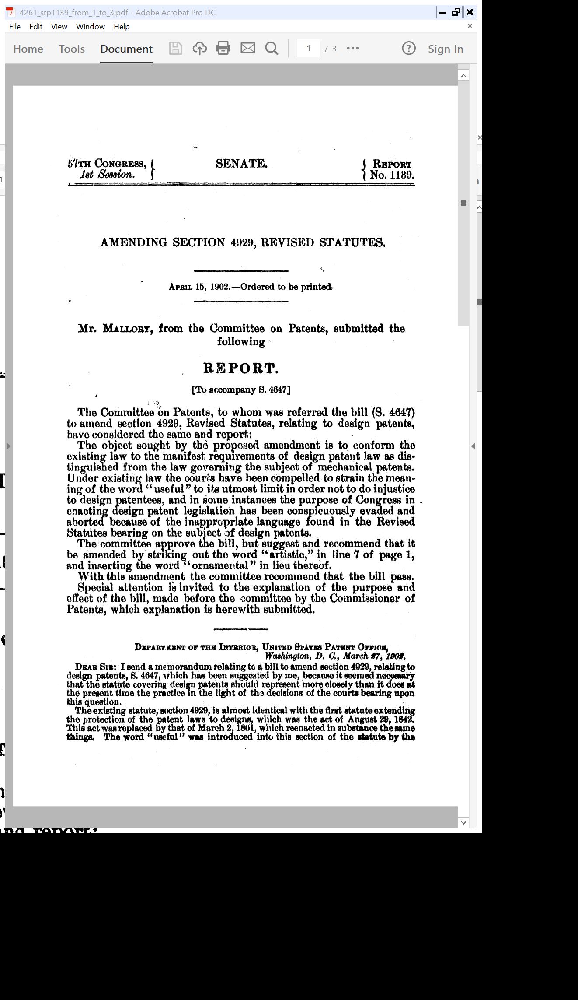 4261_srp1139_from_1_to_3.pdf - Adobe Acrobat Pro DC
File Edit View Window Help
Home Tools Document 1 / 3 Sign In
57TH CONGRESS, 1st Session.
SENATE.
REPORT No. 1139.
AMENDING SECTION 4929, REVISED STATUTES.
APRIL 15, 1902.—Ordered to be printed.
Mr. MALLORY, from the Committee on Patents, submitted the
following
REPORT.
[To accompany S. 4647]
The Committee on Patents, to whom was referred the bill (S. 4647)
to amend section 4929, Revised Statutes, relating to design patents,
have considered the same and report:
The object sought by the proposed amendment is to conform the
existing law to the manifest requirements of design patent law as dis-
tinguished from the law governing the subject of mechanical patents.
Under existing law the courts have been compelled to strain the mean-
ing of the word "useful" to its utmost limit in order not to do injustice
to design patentees, and in some instances the purpose of Congress in
enacting design patent legislation has been conspicuously evaded and
aborted because of the inappropriate language found in the Revised
Statutes bearing on the subject of design patents.
The committee approve the bill, but suggest and recommend that it
be amended by striking out the word "artistic," in line 7 of page 1,
and inserting the word "ornamental" in lieu thereof.
With this amendment the committee recommend that the bill pass.
Special attention is invited to the explanation of the purpose and
effect of the bill, made before the committee by the Commissioner of
Patents, which explanation is herewith submitted.
DEPARTMENT OF THE INTERIOR, UNITED STATES PATENT OFFICE,
Washington, D. C., March 27, 1902.
DEAR SIR: I send a memorandum relating to a bill to amend section 4929, relating to
design patents, S. 4647, which has been suggested by me, because it seemed necessary
that the statute covering design patents should represent more closely than it does at
the present time the practice in the light of the decisions of the courts bearing upon
this question.
The existing statute, section 4929, is almost identical with the first statute extending
the protection of the patent laws to designs, which was the act of August 29, 1842.
This act was replaced by that of March 2, 1861, which reenacted in substance the same
things. The word "useful" was introduced into this section of the statute by the
and report: